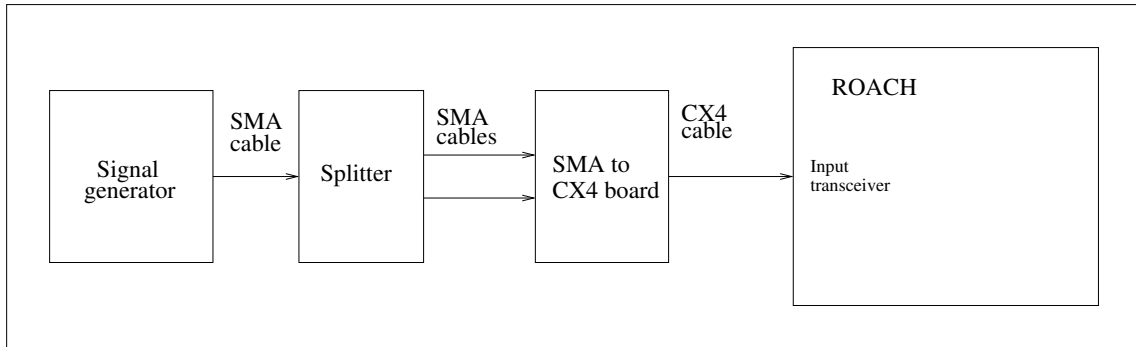 Signal
generator
SMA
cable
Splitter
SMA
cables
SMA to
CX4 board
CX4
cable
ROACH
Input
transceiver